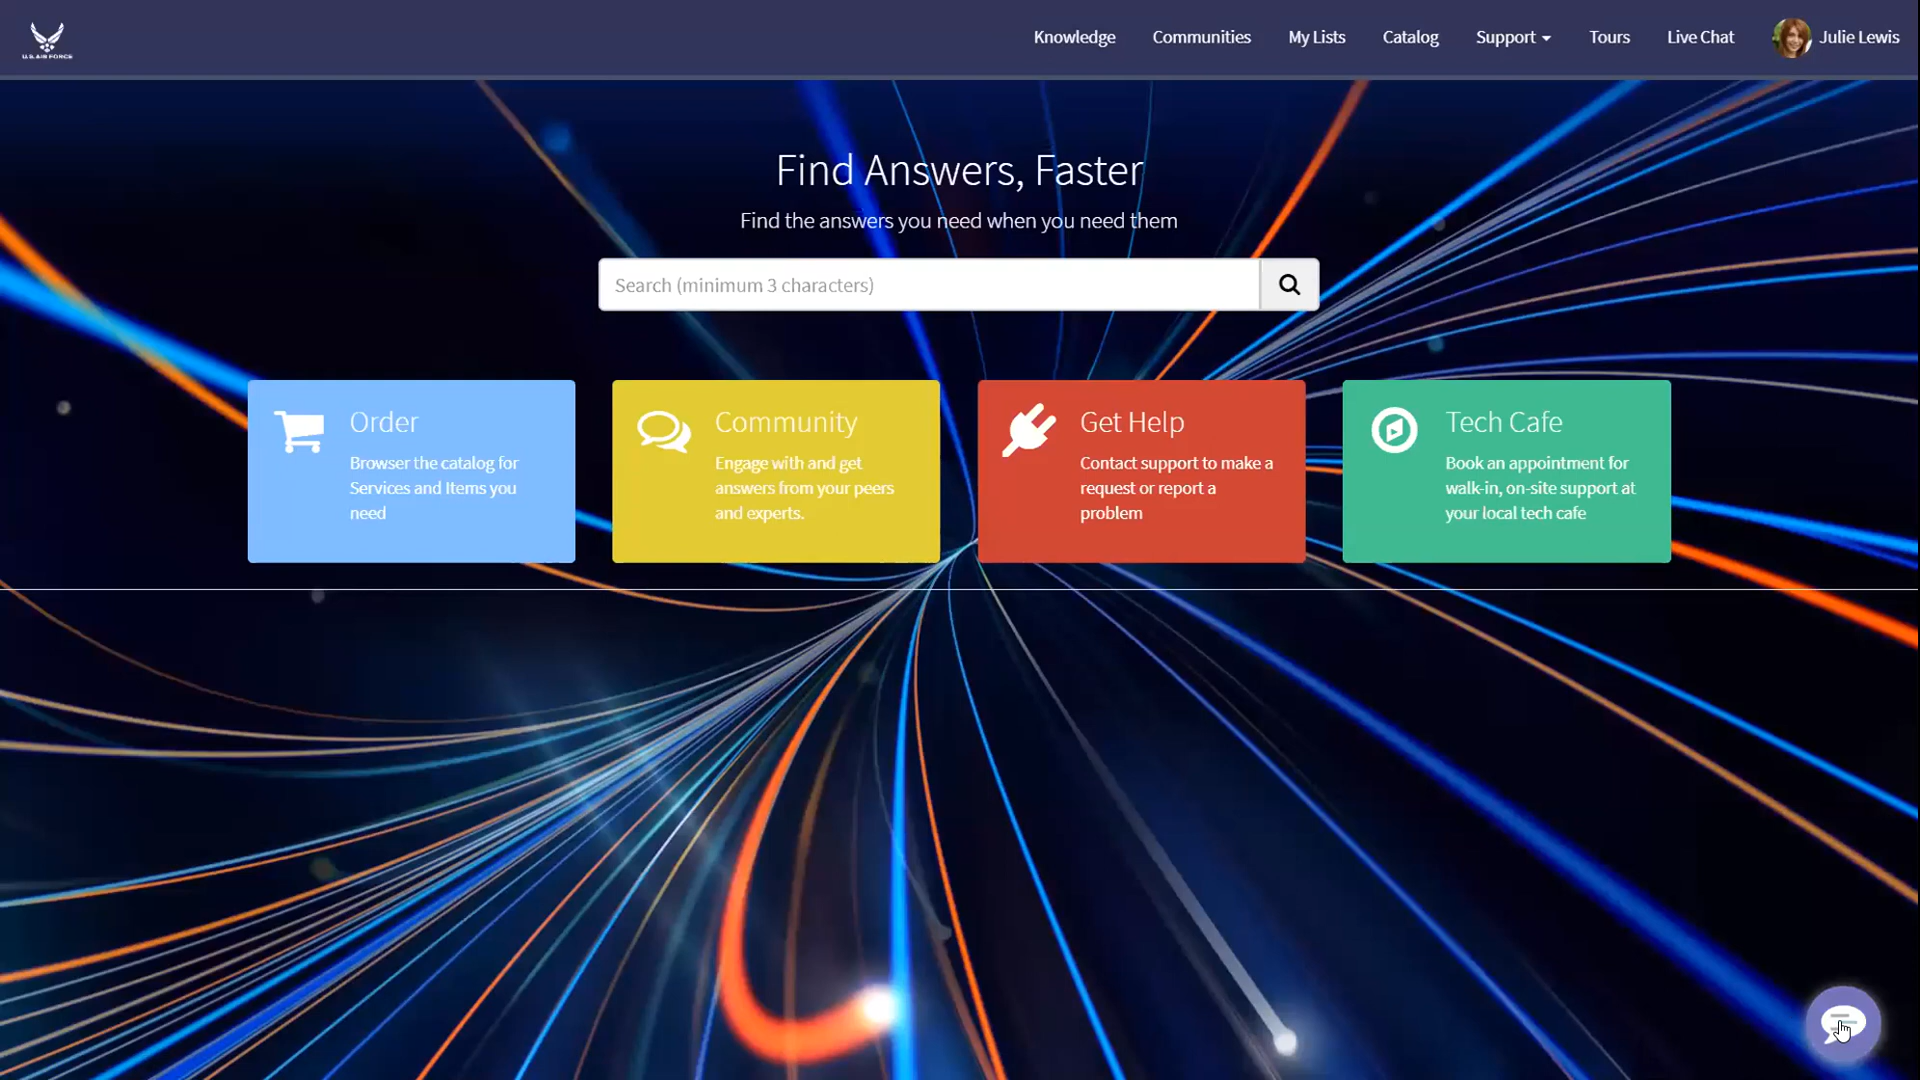 U.S. AIR FORCE
Knowledge
Communities
My Lists
Catalog
Support
Tours
Live Chat
Julie Lewis
Find Answers, Faster
Find the answers you need when you need them
Search (minimum 3 characters)
Order
Browser the catalog for
Services and Items you
need
Community
Engage with and get
answers from your peers
and experts.
Get Help
Contact support to make a
request or report a
problem
Tech Cafe
Book an appointment for
walk-in, on-site support at
your local tech cafe